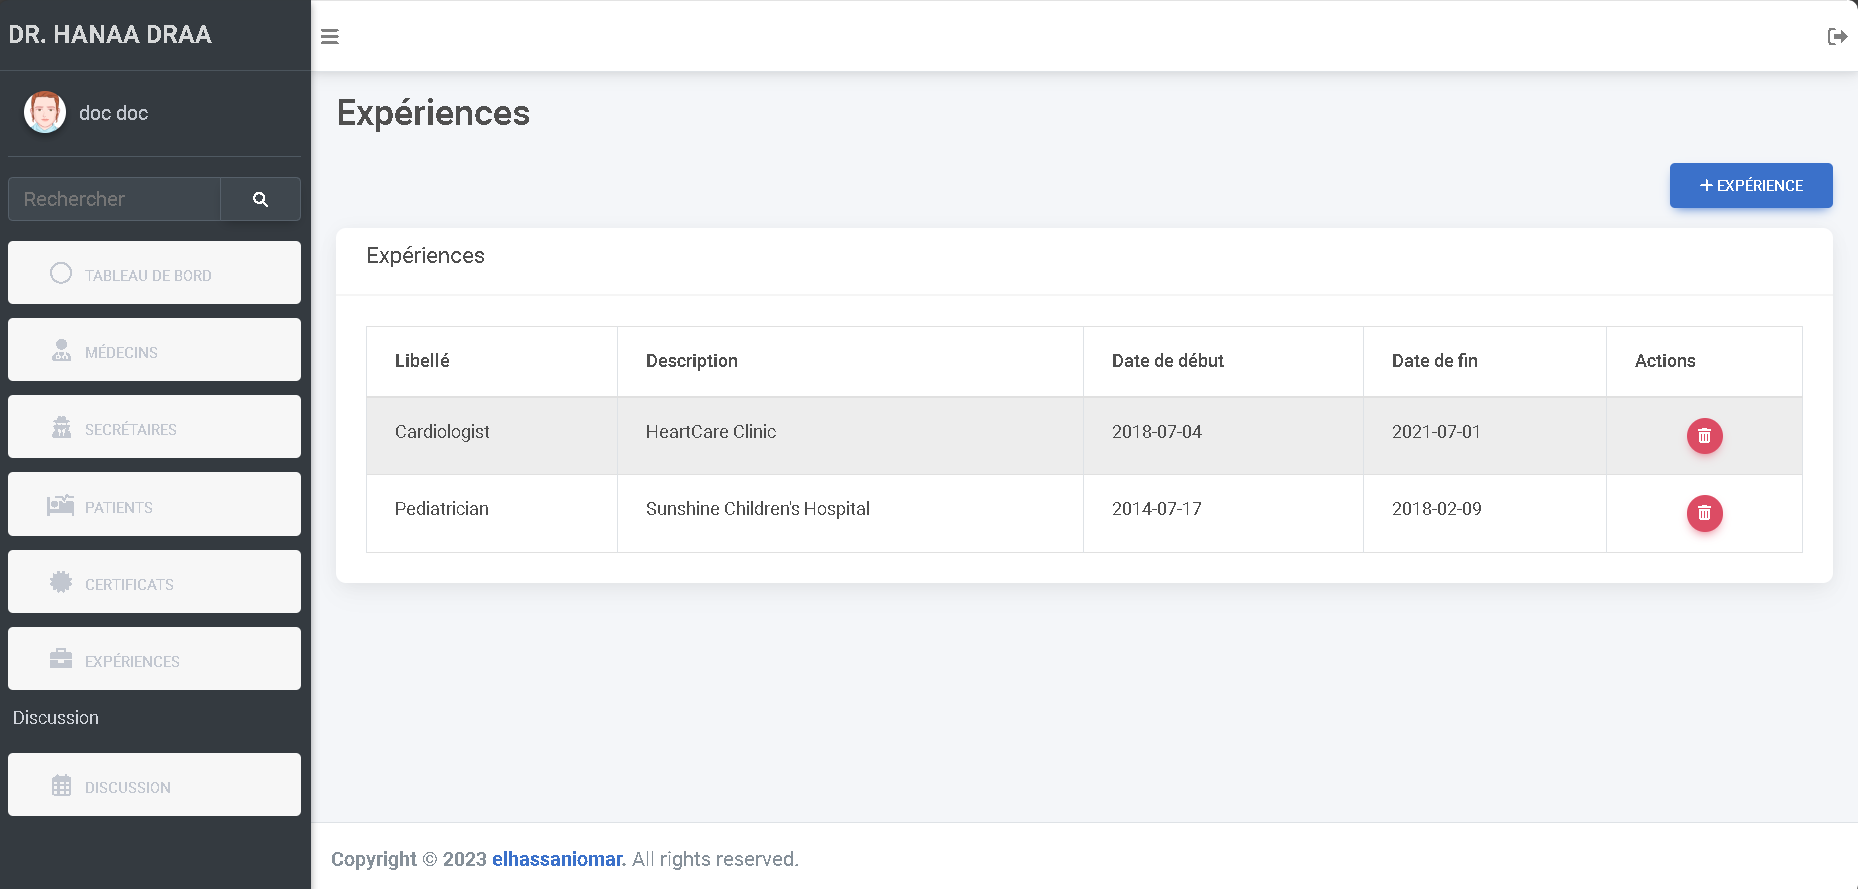 DR. HANAA DRAA
doc doc
Rechercher
TABLEAU DE BORD
MÉDECINS
SECRÉTAIRES
PATIENTS
CERTIFICATS
EXPÉRIENCES
Discussion
DISCUSSION
Expériences
+ EXPÉRIENCE
Expériences
Libellé Description Date de début Date de fin Actions
Cardiologist HeartCare Clinic 2018-07-04 2021-07-01
Pediatrician Sunshine Children's Hospital 2014-07-17 2018-02-09
Copyright © 2023 elhassaniomar. All rights reserved.